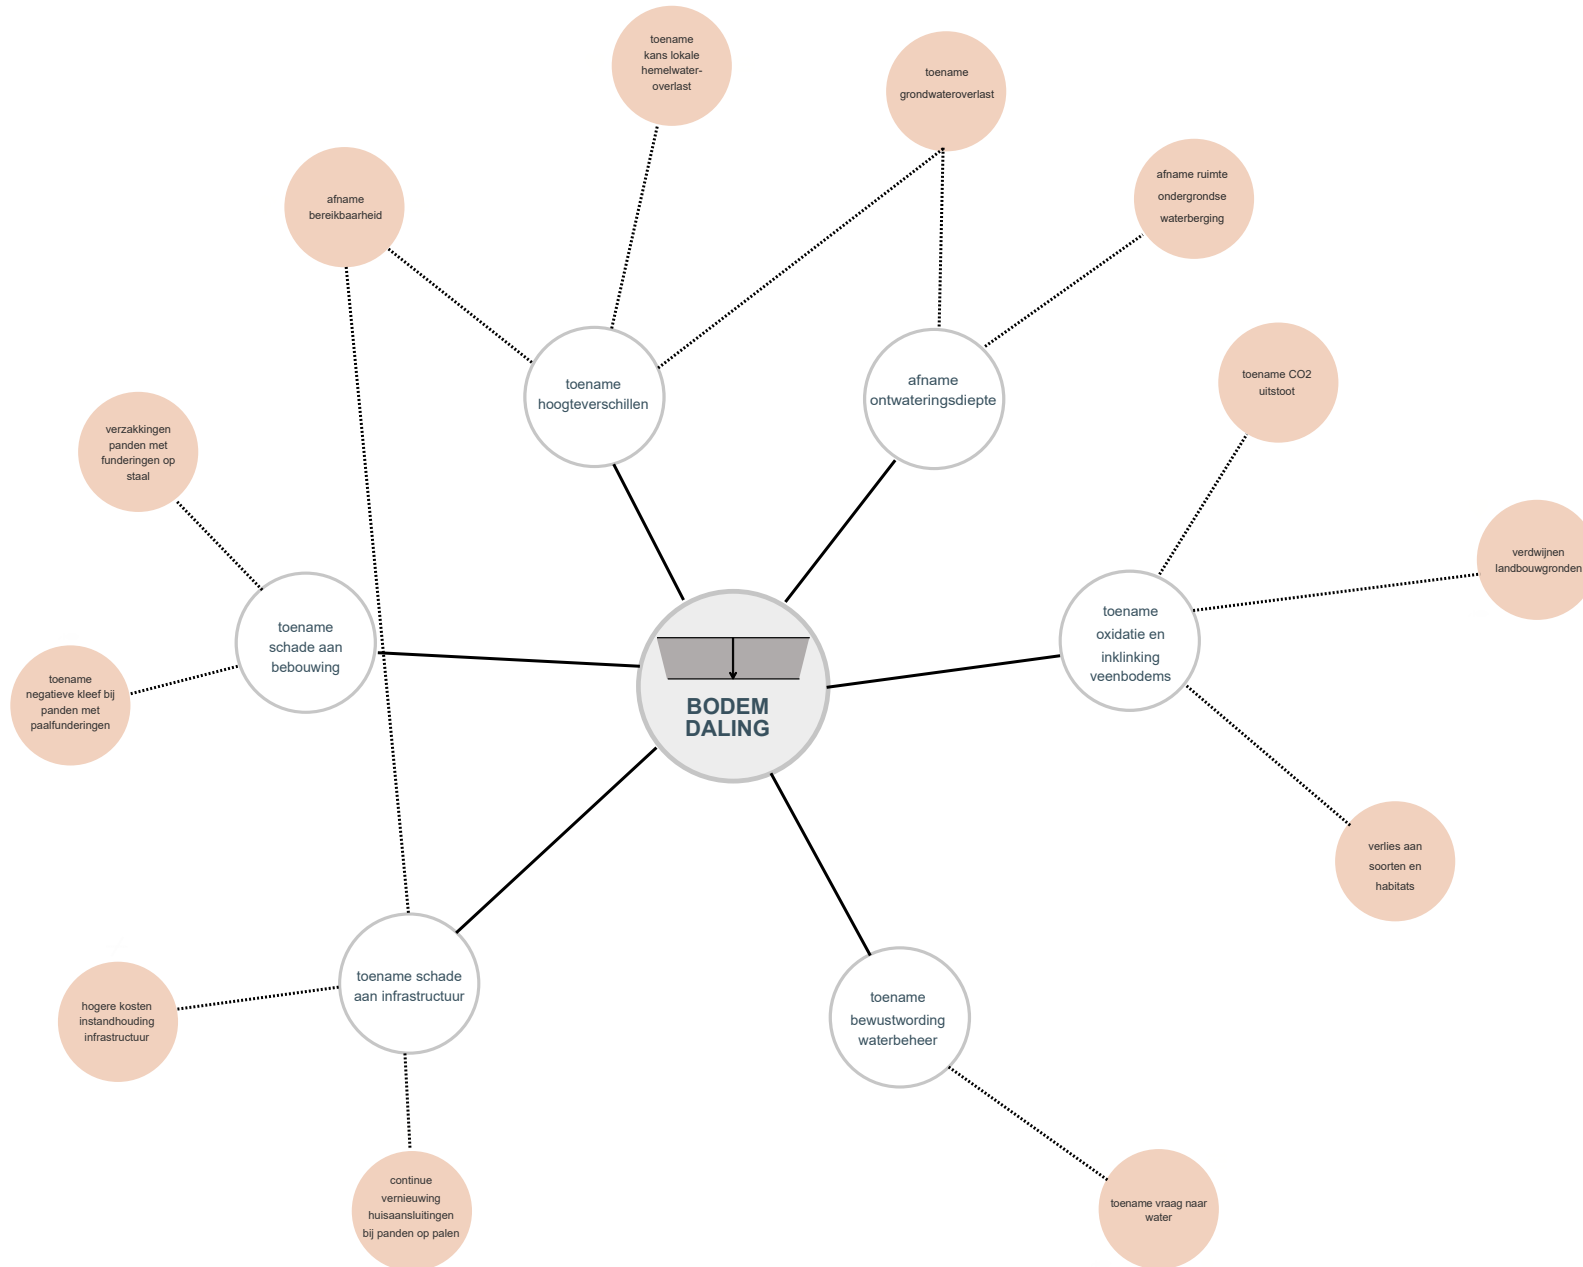 toename
kans lokale
hemelwater-
overlast
toename
grondwateroverlast
afname
bereikbaarheid
afname ruimte
ondergrondse
waterberging
toename
hoogteverschillen
afname
ontwateringsdiepte
toename CO2
uitstoot
verzakkingen
panden met
funderingen op
staal
verdwijnen
landbouwgronden
toename
schade aan
bebouwing
toename
oxidatie en
inklinking
veenbodems
toename
negatieve kleef bij
panden met
paalfunderingen
BODEM
DALING
verlies aan
soorten en
habitats
toename schade
aan infrastructuur
hogere kosten
instandhouding
infrastructuur
toename
bewustwording
waterbeheer
continue
vernieuwing
huisaansluitingen
bij panden op palen
toename vraag naar
water